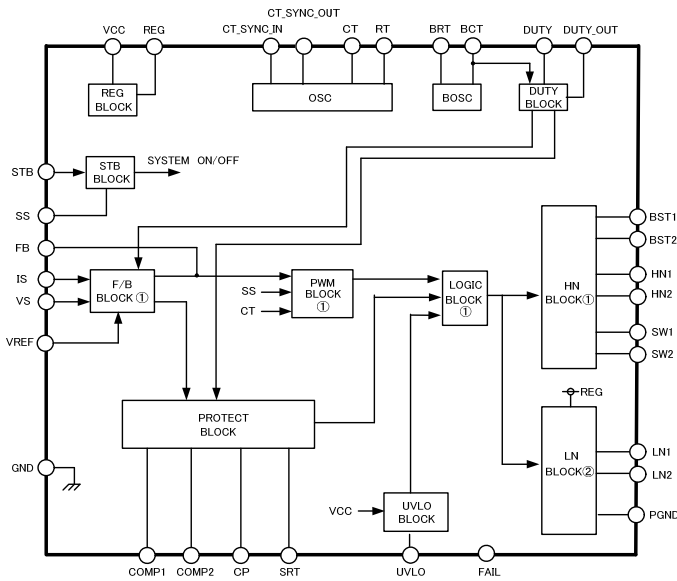 CT_SYNC_OUT
VCC
REG
CT_SYNC_IN
CT
RT
BRT
BCT
DUTY
DUTY_OUT
REG
BLOCK
OSC
BOSC
DUTY
BLOCK
STB
STB
BLOCK
SYSTEM ON/OFF
SS
FB
IS
VS
VREF
F/B
BLOCK①
SS
CT
PWM
BLOCK
①
LOGIC
BLOCK
①
HN
BLOCK①
BST1
BST2
HN1
HN2
SW1
SW2
PROTECT
BLOCK
REG
LN
BLOCK②
LN1
LN2
PGND
GND
VCC
UVLO
BLOCK
COMP1
COMP2
CP
SRT
UVLO
FAIL